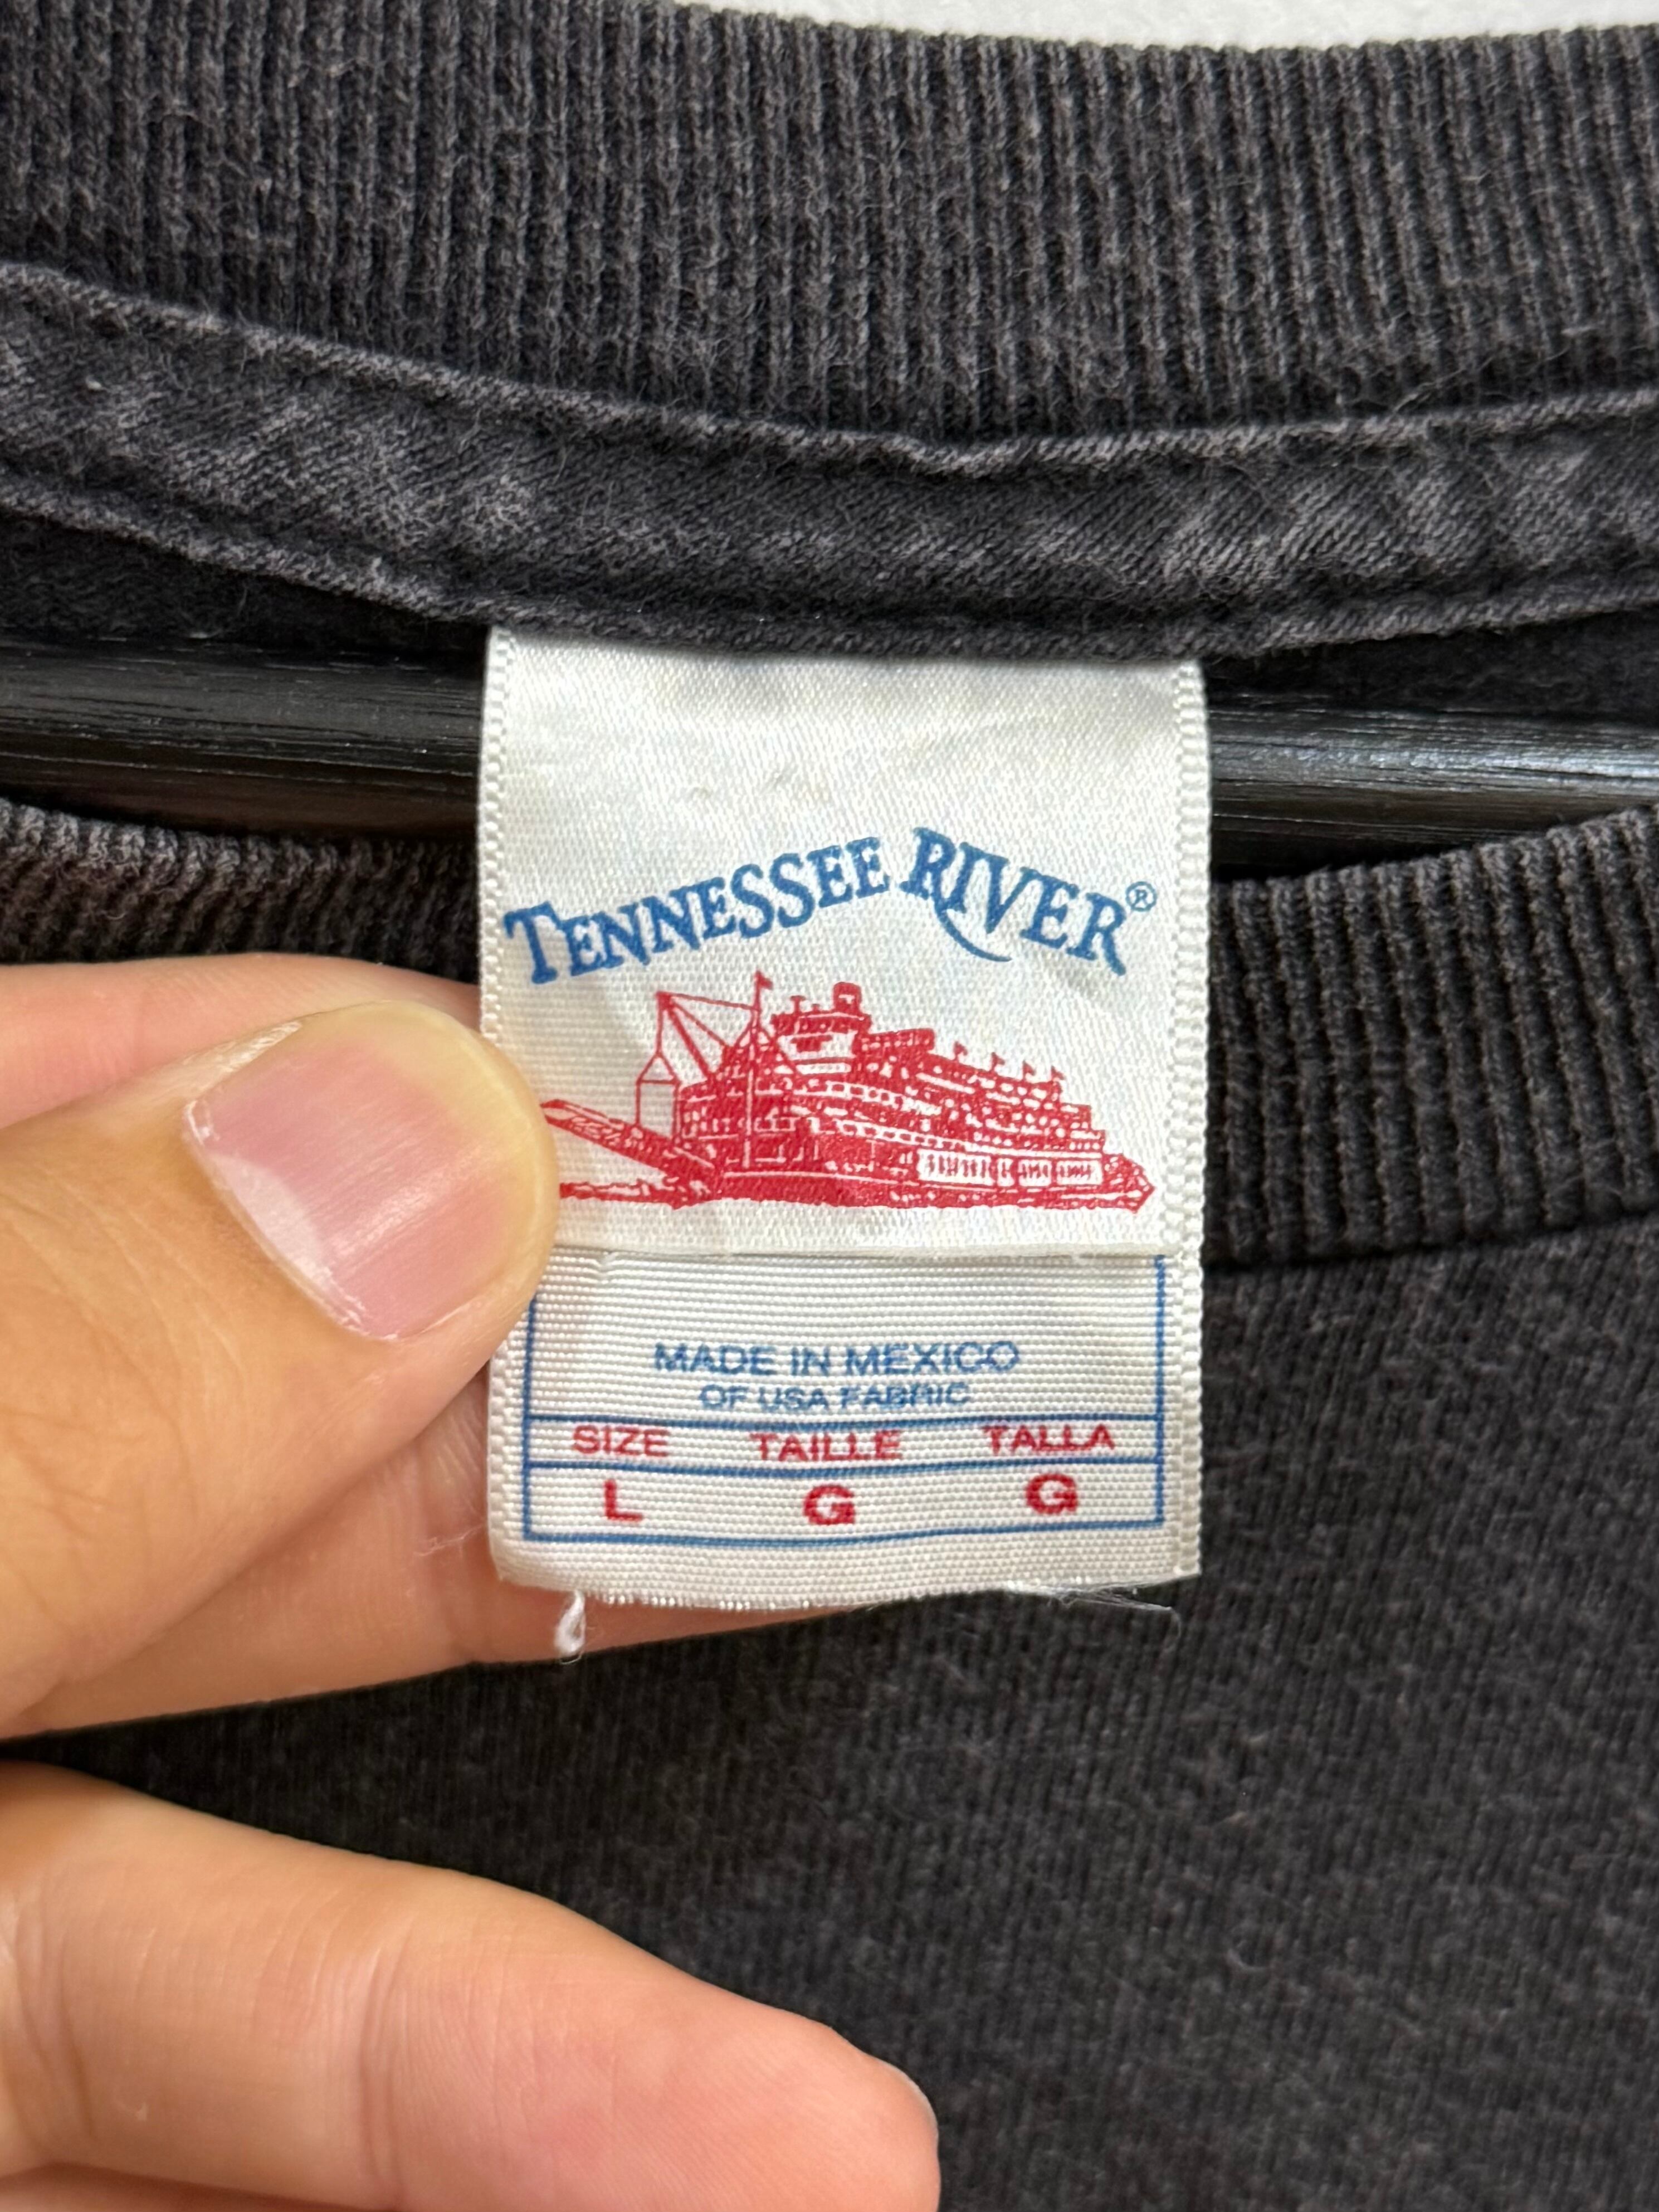 TENNESSEE RIVER®
MADE IN MEXICO
OF USA FABRIC
SIZE TAILLE TALLA
L G G